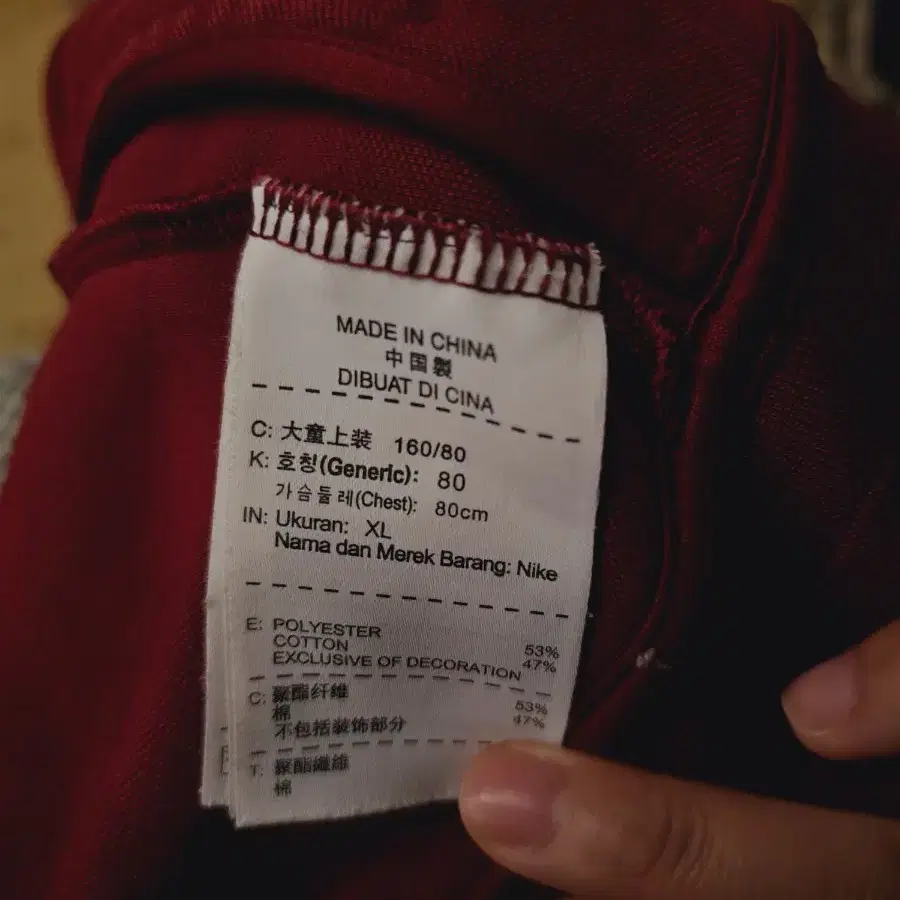 MADE IN CHINA
中国製
DIBUAT DI CINA
C: 大童上装 160/80
K: 호칭(Generic): 80
가슴둘레(Chest): 80cm
IN: Ukuran: XL
Nama dan Merek Barang: Nike
E: POLYESTER 53%
COTTON 47%
EXCLUSIVE OF DECORATION
C: 聚酯纤维 53%
棉 47%
不包括装饰部分
T: 聚酯纖維
棉